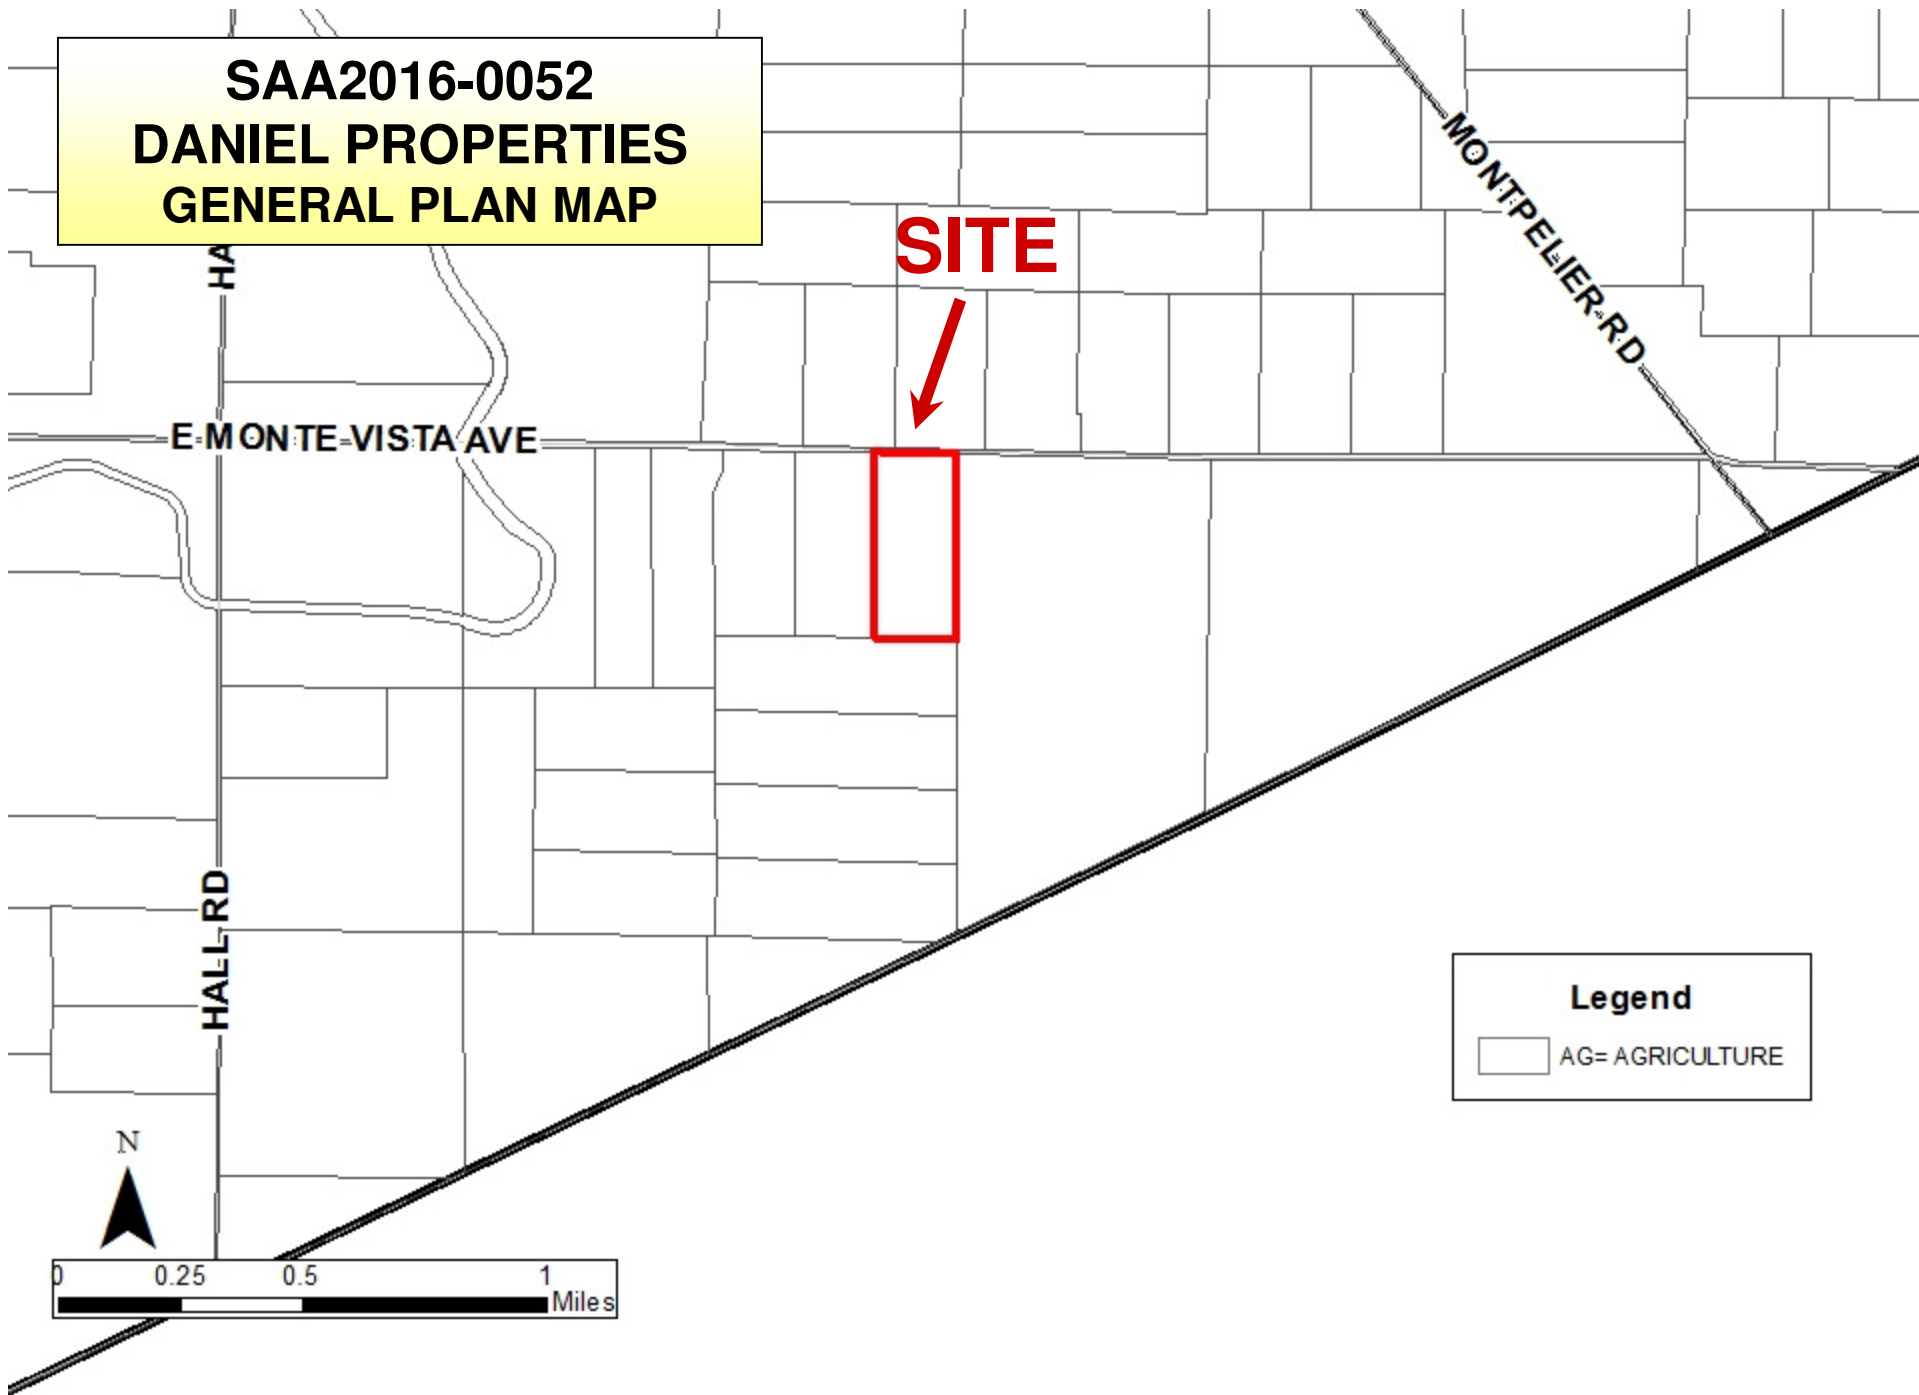 SAA2016-0052
DANIEL PROPERTIES
GENERAL PLAN MAP
SITE
MONTPELIER RD
HA
E MONTE VISTA AVE
HALL RD
Legend
AG= AGRICULTURE
N
0 0.25 0.5 1
Miles